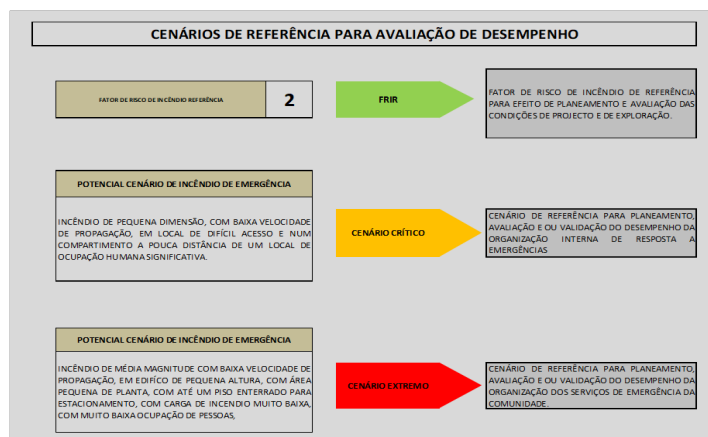 CENÁRIOS DE REFERÊNCIA PARA AVALIAÇÃO DE DESEMPENHO
FATOR DE RISCO DE INCÊNDIO REFERÊNCIA
2
FRIR
FATOR DE RISCO DE INCÊNDIO DE REFERÊNCIA
PARA EFEITO DE PLANEAMENTO E AVALIAÇÃO DAS
CONDIÇÕES DE PROJECTO E DE EXPLORAÇÃO.
POTENCIAL CENÁRIO DE INCÊNDIO DE EMERGÊNCIA
INCÊNDIO DE PEQUENA DIMENSÃO, COM BAIXA VELOCIDADE
DE PROPAGAÇÃO, EM LOCAL DE DIFÍCIL ACESSO E NUM
COMPARTIMENTO A POUCA DISTÂNCIA DE UM LOCAL DE
OCUPAÇÃO HUMANA SIGNIFICATIVA.
CENÁRIO CRÍTICO
CENÁRIO DE REFERÊNCIA PARA PLANEAMENTO,
AVALIAÇÃO E OU VALIDAÇÃO DO DESEMPENHO DA
ORGANIZAÇÃO INTERNA DE RESPOSTA A
EMERGÊNCIAS
POTENCIAL CENÁRIO DE INCÊNDIO DE EMERGÊNCIA
INCÊNDIO DE MÉDIA MAGNITUDE COM BAIXA VELOCIDADE DE
PROPAGAÇÃO, EM EDIFÍCO DE PEQUENA ALTURA, COM ÁREA
PEQUENA DE PLANTA, COM ATÉ UM PISO ENTERRADO PARA
ESTACIONAMENTO, COM CARGA DE INCENDIO MUITO BAIXA,
COM MUITO BAIXA OCUPAÇÃO DE PESSOAS,
CENÁRIO EXTREMO
CENÁRIO DE REFERÊNCIA PARA PLANEAMENTO,
AVALIAÇÃO E OU VALIDAÇÃO DO DESEMPENHO DA
ORGANIZAÇÃO DOS SERVIÇOS DE EMERGÊNCIA DA
COMUNIDADE.